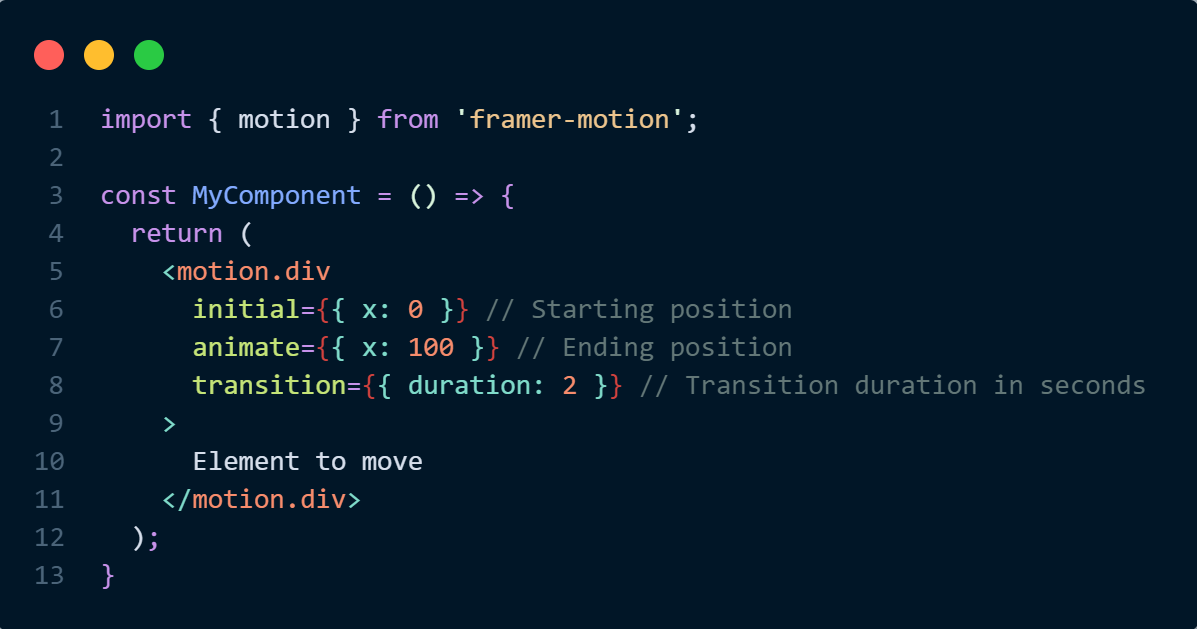 1 import { motion } from 'framer-motion';
2
3 const MyComponent = () => {
4   return (
5     <motion.div
6       initial={{ x: 0 }} // Starting position
7       animate={{ x: 100 }} // Ending position
8       transition={{ duration: 2 }} // Transition duration in seconds
9     >
10       Element to move
11     </motion.div>
12   );
13 }